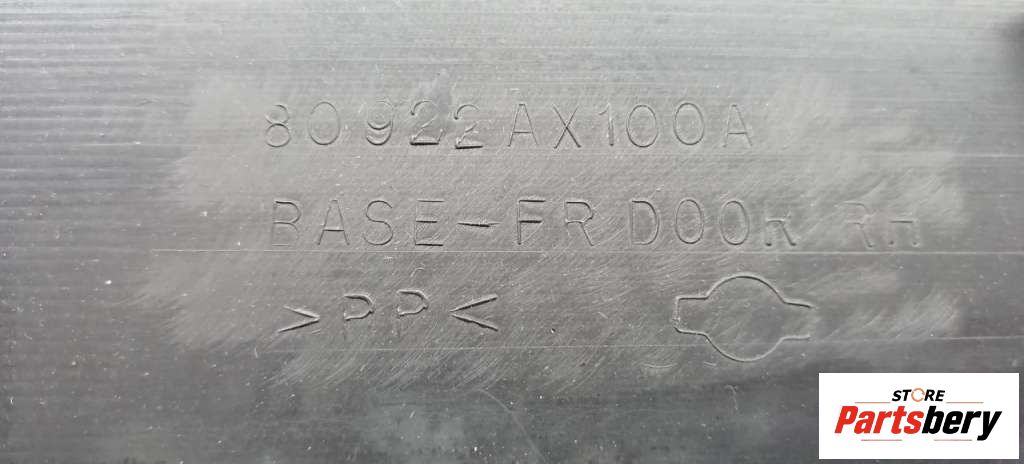 80922AX100A
BASE-FR DOOR RH
>PP<
STORE
Partsbery